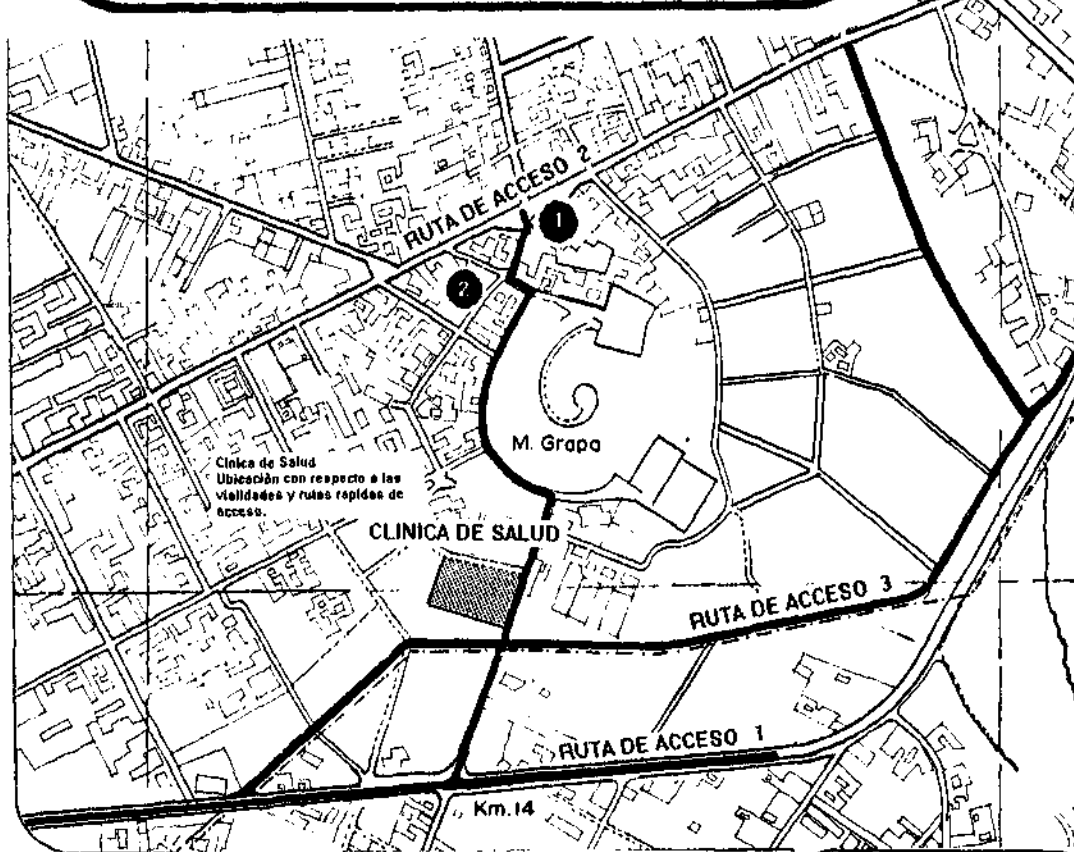 RUTA DE ACCESO 2
1
2
M. Grapa
Clinica de Salud
Ubicación con respecto a las
vialidades y rutas rapidas de
acceso.
CLINICA DE SALUD
RUTA DE ACCESO 3
RUTA DE ACCESO 1
Km.14